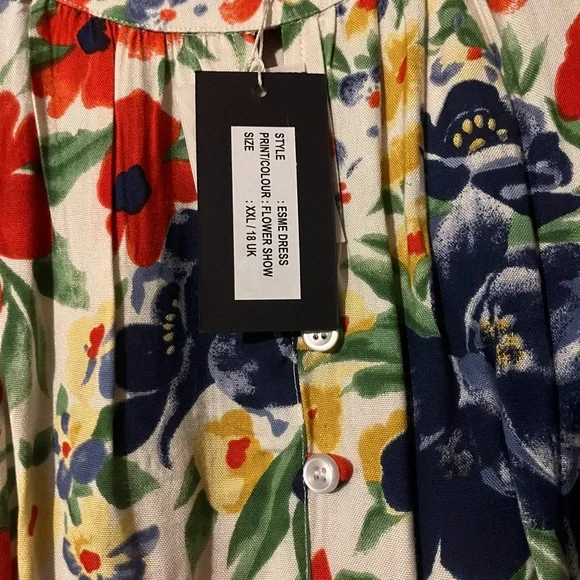 STYLE : ESME DRESS
PRINT/COLOUR : FLOWER SHOW
SIZE : XXL / 18 UK